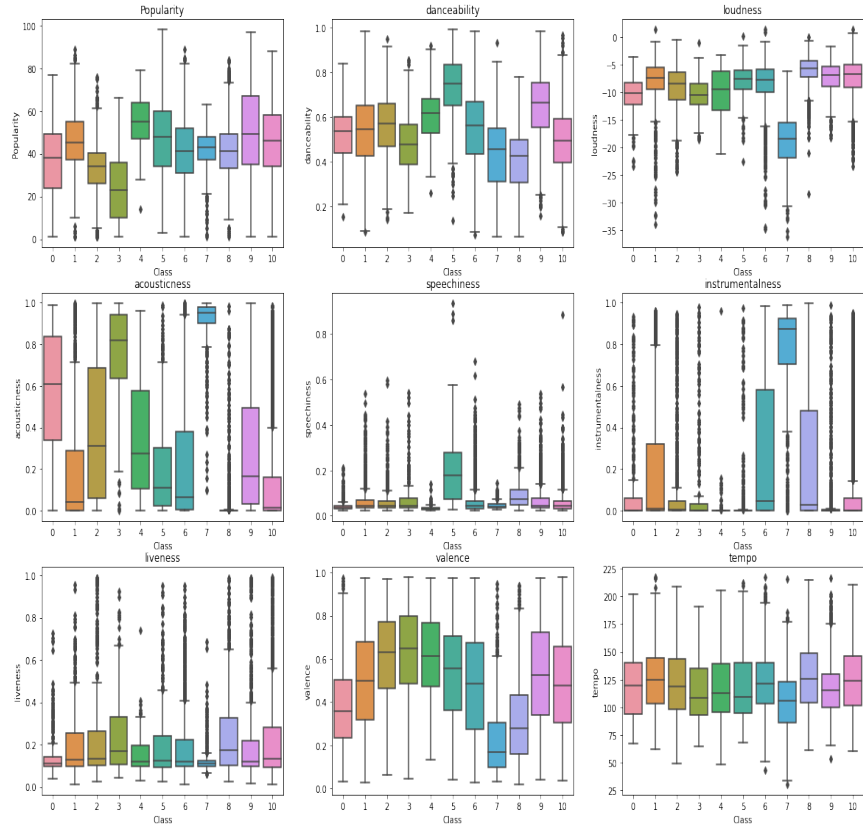 Popularity
danceability
loudness
Popularity
danceability
loudness
100
80
60
40
20
0
1.0
0.8
0.6
0.4
0.2
0
−5
−10
−15
−20
−25
−30
−35
0 1 2 3 4 5 6 7 8 9 10
0 1 2 3 4 5 6 7 8 9 10
0 1 2 3 4 5 6 7 8 9 10
Class
Class
Class
acousticness
speechiness
instrumentalness
acousticness
speechiness
instrumentalness
1.0
0.8
0.6
0.4
0.2
0.0
0.8
0.6
0.4
0.2
0.0
1.0
0.8
0.6
0.4
0.2
0.0
0 1 2 3 4 5 6 7 8 9 10
0 1 2 3 4 5 6 7 8 9 10
0 1 2 3 4 5 6 7 8 9 10
Class
Class
Class
liveness
valence
tempo
liveness
valence
tempo
1.0
0.8
0.6
0.4
0.2
0.0
1.0
0.8
0.6
0.4
0.2
0.0
225
200
175
150
125
100
75
50
25
0 1 2 3 4 5 6 7 8 9 10
0 1 2 3 4 5 6 7 8 9 10
0 1 2 3 4 5 6 7 8 9 10
Class
Class
Class